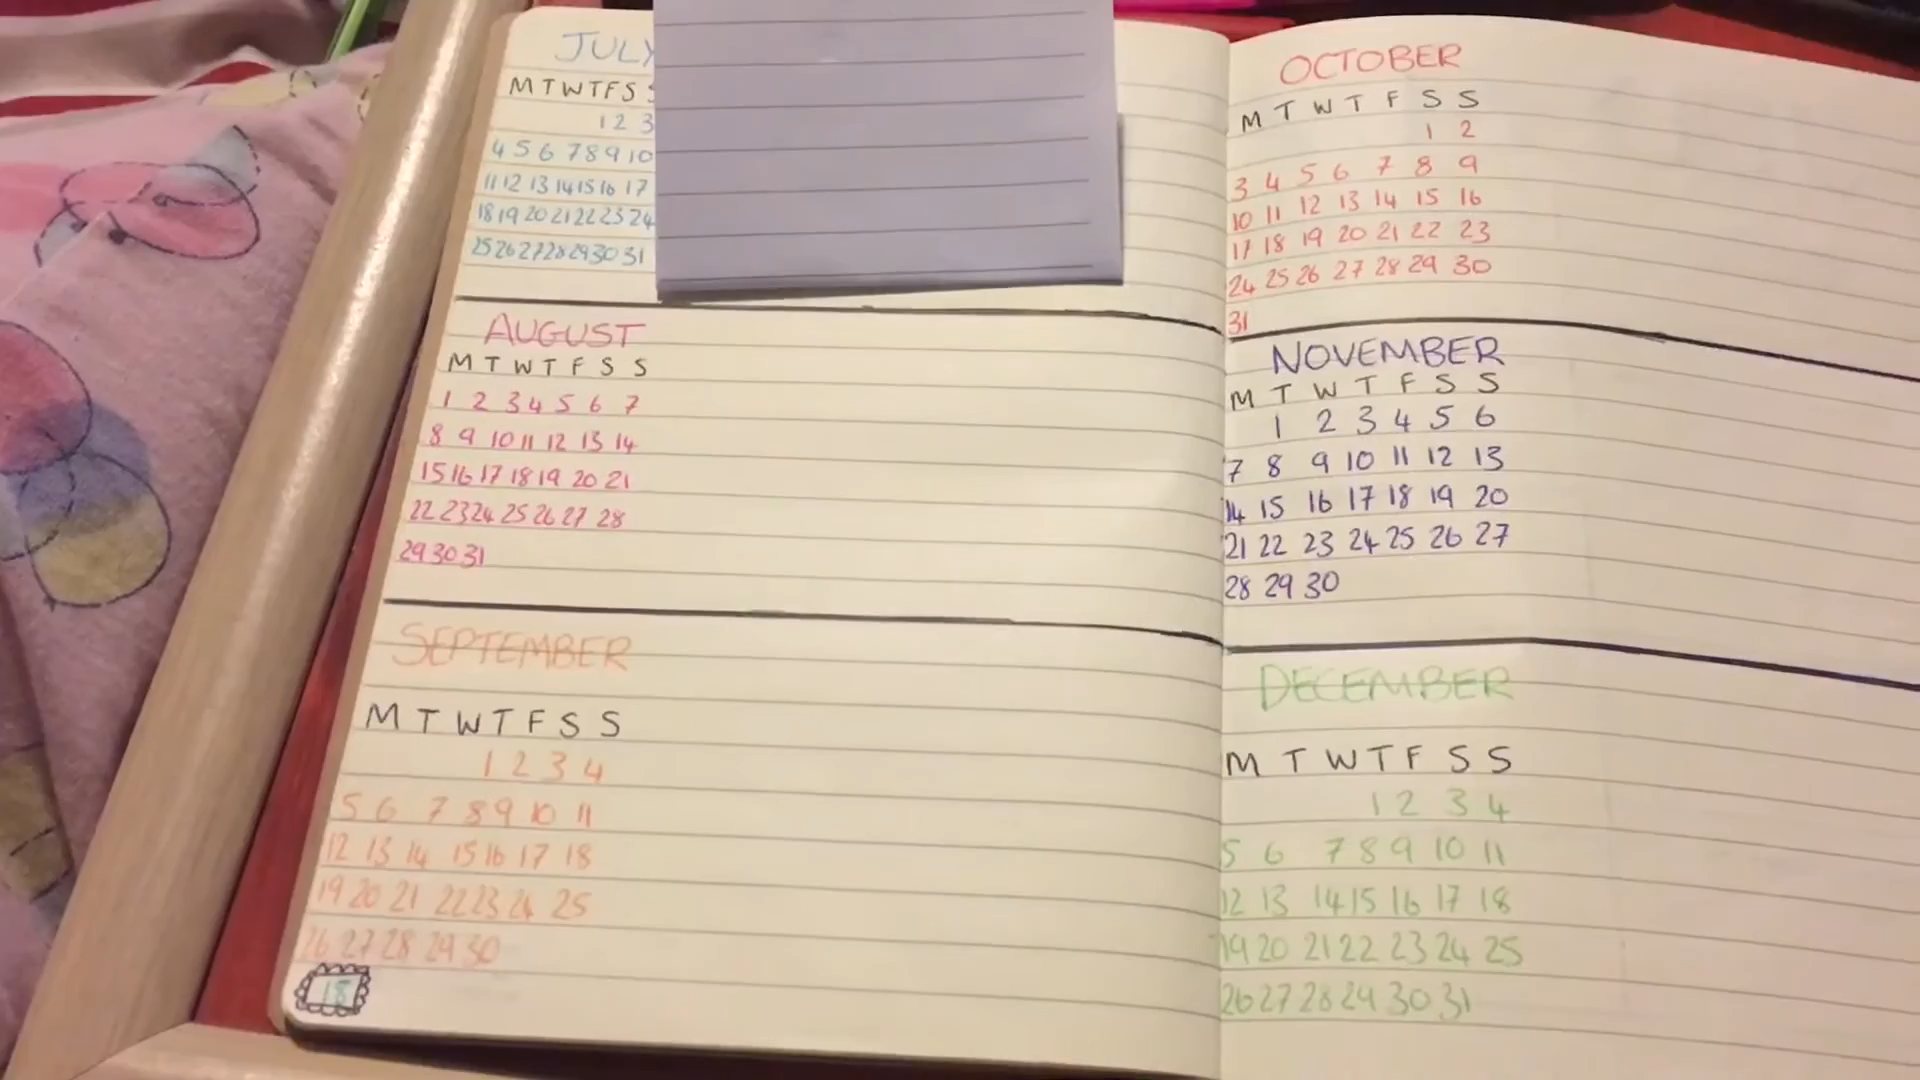 JULY
M T W T F S S
1 2 3
4 5 6 7 8 9 10
11 12 13 14 15 16 17
18 19 20 21 22 23 24
25 26 27 28 29 30 31
AUGUST
M T W T F S S
1 2 3 4 5 6 7
8 9 10 11 12 13 14
15 16 17 18 19 20 21
22 23 24 25 26 27 28
29 30 31
SEPTEMBER
M T W T F S S
1 2 3 4
5 6 7 8 9 10 11
12 13 14 15 16 17 18
19 20 21 22 23 24 25
26 27 28 29 30
18
OCTOBER
M T W T F S S
1 2
3 4 5 6 7 8 9
10 11 12 13 14 15 16
17 18 19 20 21 22 23
24 25 26 27 28 29 30
31
NOVEMBER
M T W T F S S
1 2 3 4 5 6
7 8 9 10 11 12 13
14 15 16 17 18 19 20
21 22 23 24 25 26 27
28 29 30
DECEMBER
M T W T F S S
1 2 3 4
5 6 7 8 9 10 11
12 13 14 15 16 17 18
19 20 21 22 23 24 25
26 27 28 29 30 31